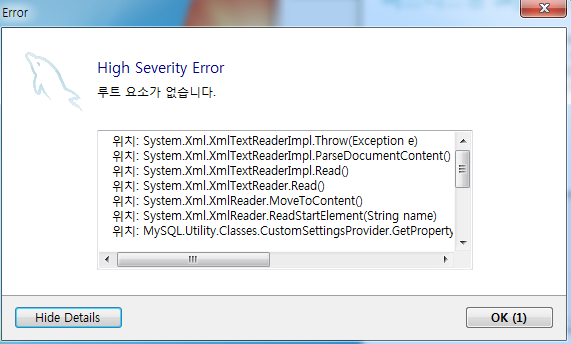 Error
High Severity Error
루트 요소가 없습니다.
위치: System.Xml.XmlTextReaderImpl.Throw(Exception e)
위치: System.Xml.XmlTextReaderImpl.ParseDocumentContent()
위치: System.Xml.XmlTextReaderImpl.Read()
위치: System.Xml.XmlTextReader.Read()
위치: System.Xml.XmlReader.MoveToContent()
위치: System.Xml.XmlReader.ReadStartElement(String name)
위치: MySQL.Utility.Classes.CustomSettingsProvider.GetProperty
Hide Details
OK (1)